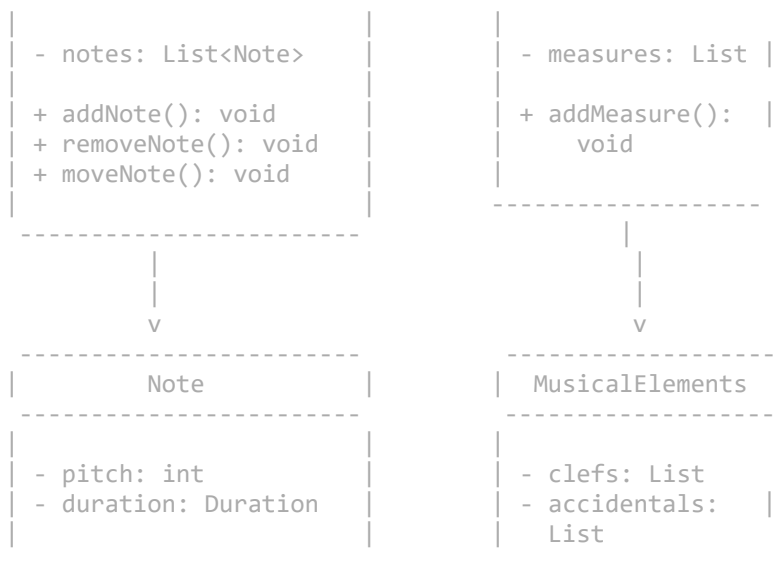 |                        |        |
| - notes: List<Note>    |        | - measures: List |
|                        |        |
| + addNote(): void      |        | + addMeasure():  |
| + removeNote(): void   |        |     void
| + moveNote(): void     |        |
|                        |        -------------------
 ------------------------                  |
          |                                 |
          |                                 |
          v                                 v
 ------------------------          -------------------
|         Note           |        |  MusicalElements
 ------------------------          -------------------
|                        |        |
| - pitch: int           |        | - clefs: List
| - duration: Duration   |        | - accidentals:   |
|                        |        |   List